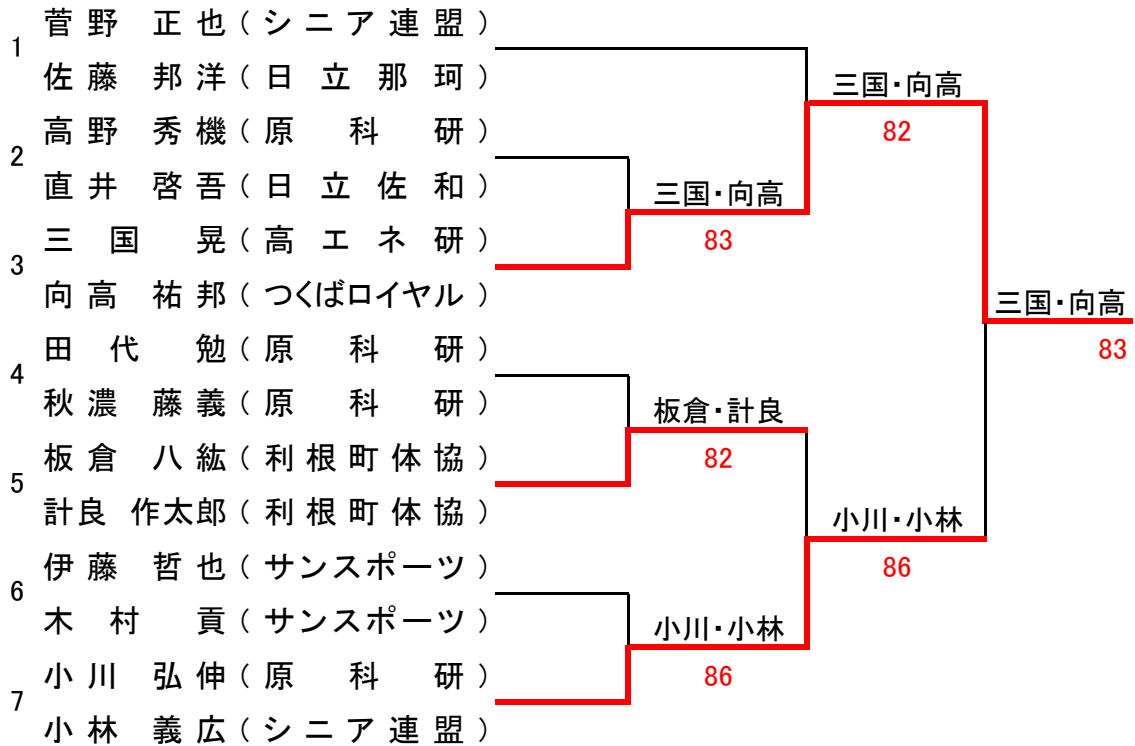 1
菅野 正也(シニア連盟)
佐藤 邦洋(日立那珂)
2
高野 秀機(原科研)
直井 啓吾(日立佐和)
3
三国 晃(高エネ研)
向高 祐邦(つくばロイヤル)
4
田代 勉(原科研)
秋濃 藤義(原科研)
5
板倉 八紘(利根町体協)
計良 作太郎(利根町体協)
6
伊藤 哲也(サンスポーツ)
木村 貢(サンスポーツ)
7
小川 弘伸(原科研)
小林 義広(シニア連盟)
三国・向高
83
板倉・計良
82
小川・小林
86
三国・向高
82
小川・小林
86
三国・向高
83